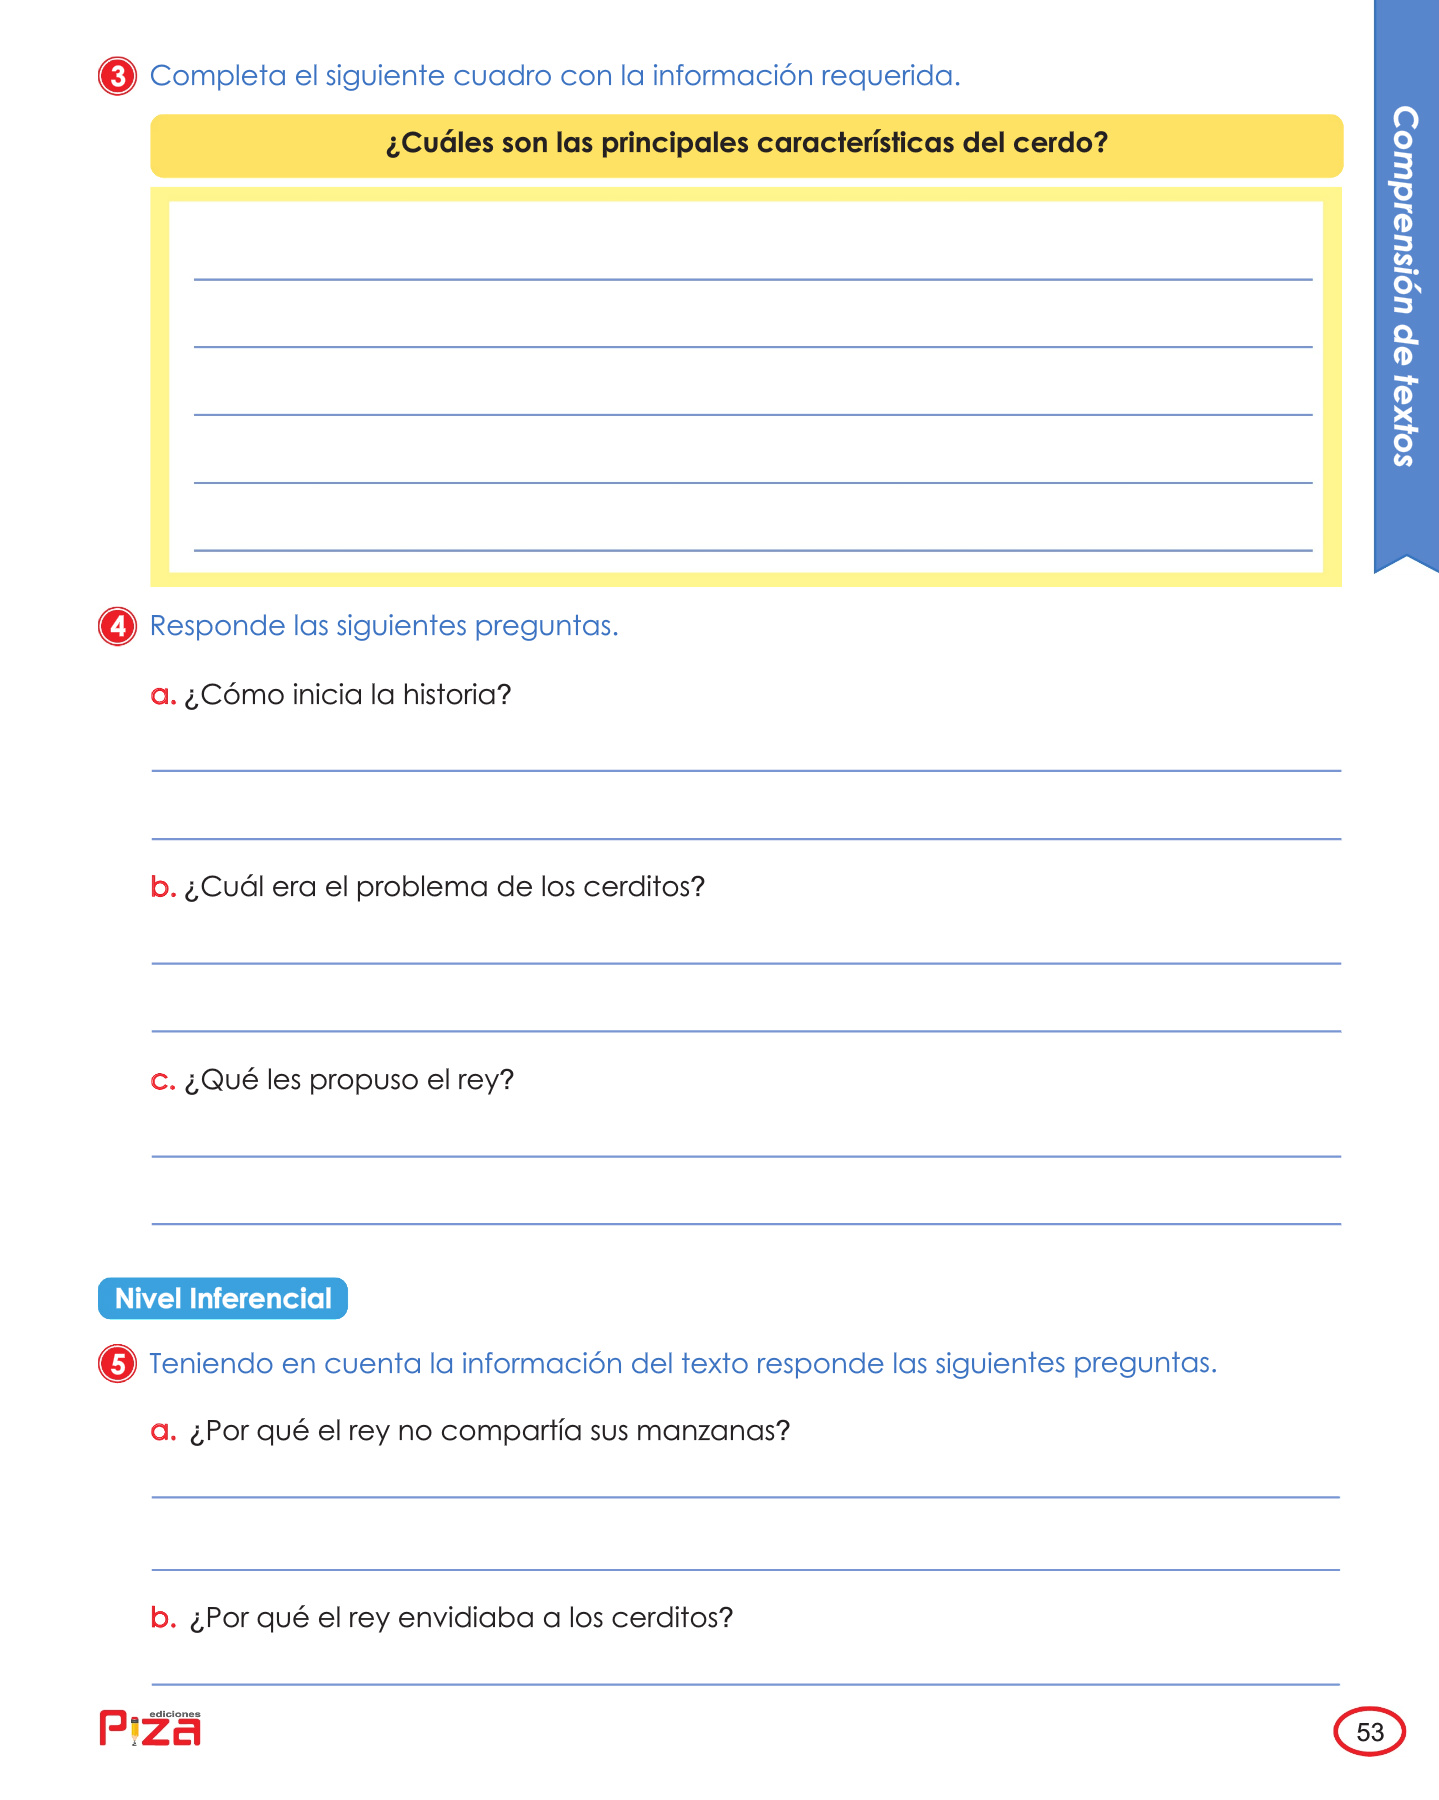 3 Completa el siguiente cuadro con la información requerida.
¿Cuáles son las principales características del cerdo?
4 Responde las siguientes preguntas.
a. ¿Cómo inicia la historia?
b. ¿Cuál era el problema de los cerditos?
c. ¿Qué les propuso el rey?
Nivel Inferencial
5 Teniendo en cuenta la información del texto responde las siguientes preguntas.
a. ¿Por qué el rey no compartía sus manzanas?
b. ¿Por qué el rey envidiaba a los cerditos?
ediciones
Piza
53
Comprensión de textos